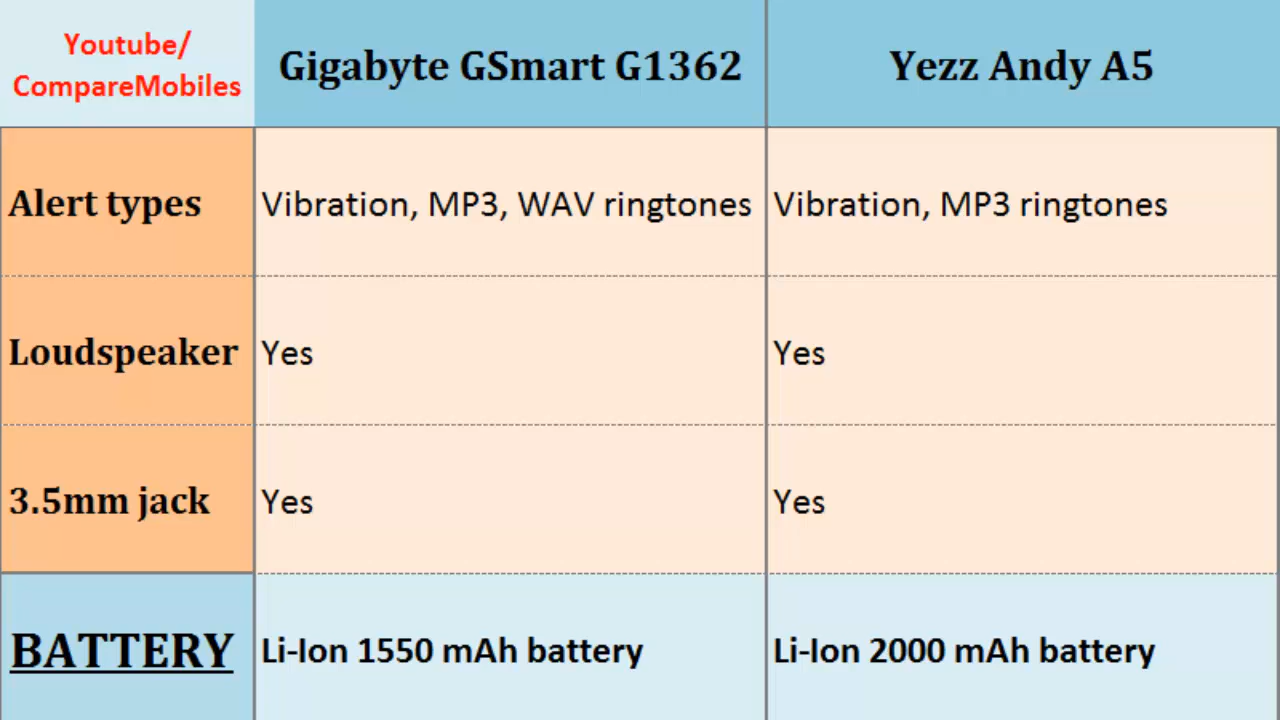 Youtube/
CompareMobiles
Gigabyte GSmart G1362
Yezz Andy A5
Alert types
Vibration, MP3, WAV ringtones
Vibration, MP3 ringtones
Loudspeaker
Yes
Yes
3.5mm jack
Yes
Yes
BATTERY
Li-Ion 1550 mAh battery
Li-Ion 2000 mAh battery